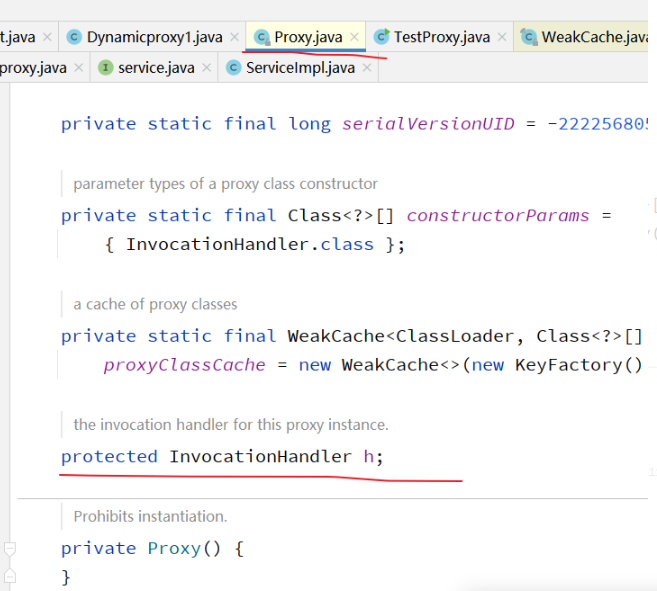 t.java × Dynamicproxy1.java × Proxy.java × TestProxy.java × WeakCache.java
proxy.java × service.java × ServiceImpl.java ×
private static final long serialVersionUID = -222256805
parameter types of a proxy class constructor
private static final Class<?>[] constructorParams =
{ InvocationHandler.class };
a cache of proxy classes
private static final WeakCache<ClassLoader, Class<?>[]
proxyClassCache = new WeakCache<>(new KeyFactory()
the invocation handler for this proxy instance.
protected InvocationHandler h;
Prohibits instantiation.
private Proxy() {
}